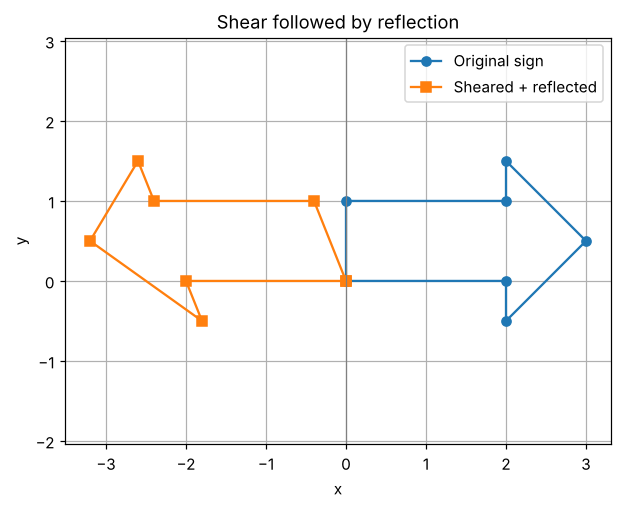 Shear followed by reflection
Original sign
Sheared + reflected
3
2
1
0
−1
−2
y
−3 −2 −1 0 1 2 3
x